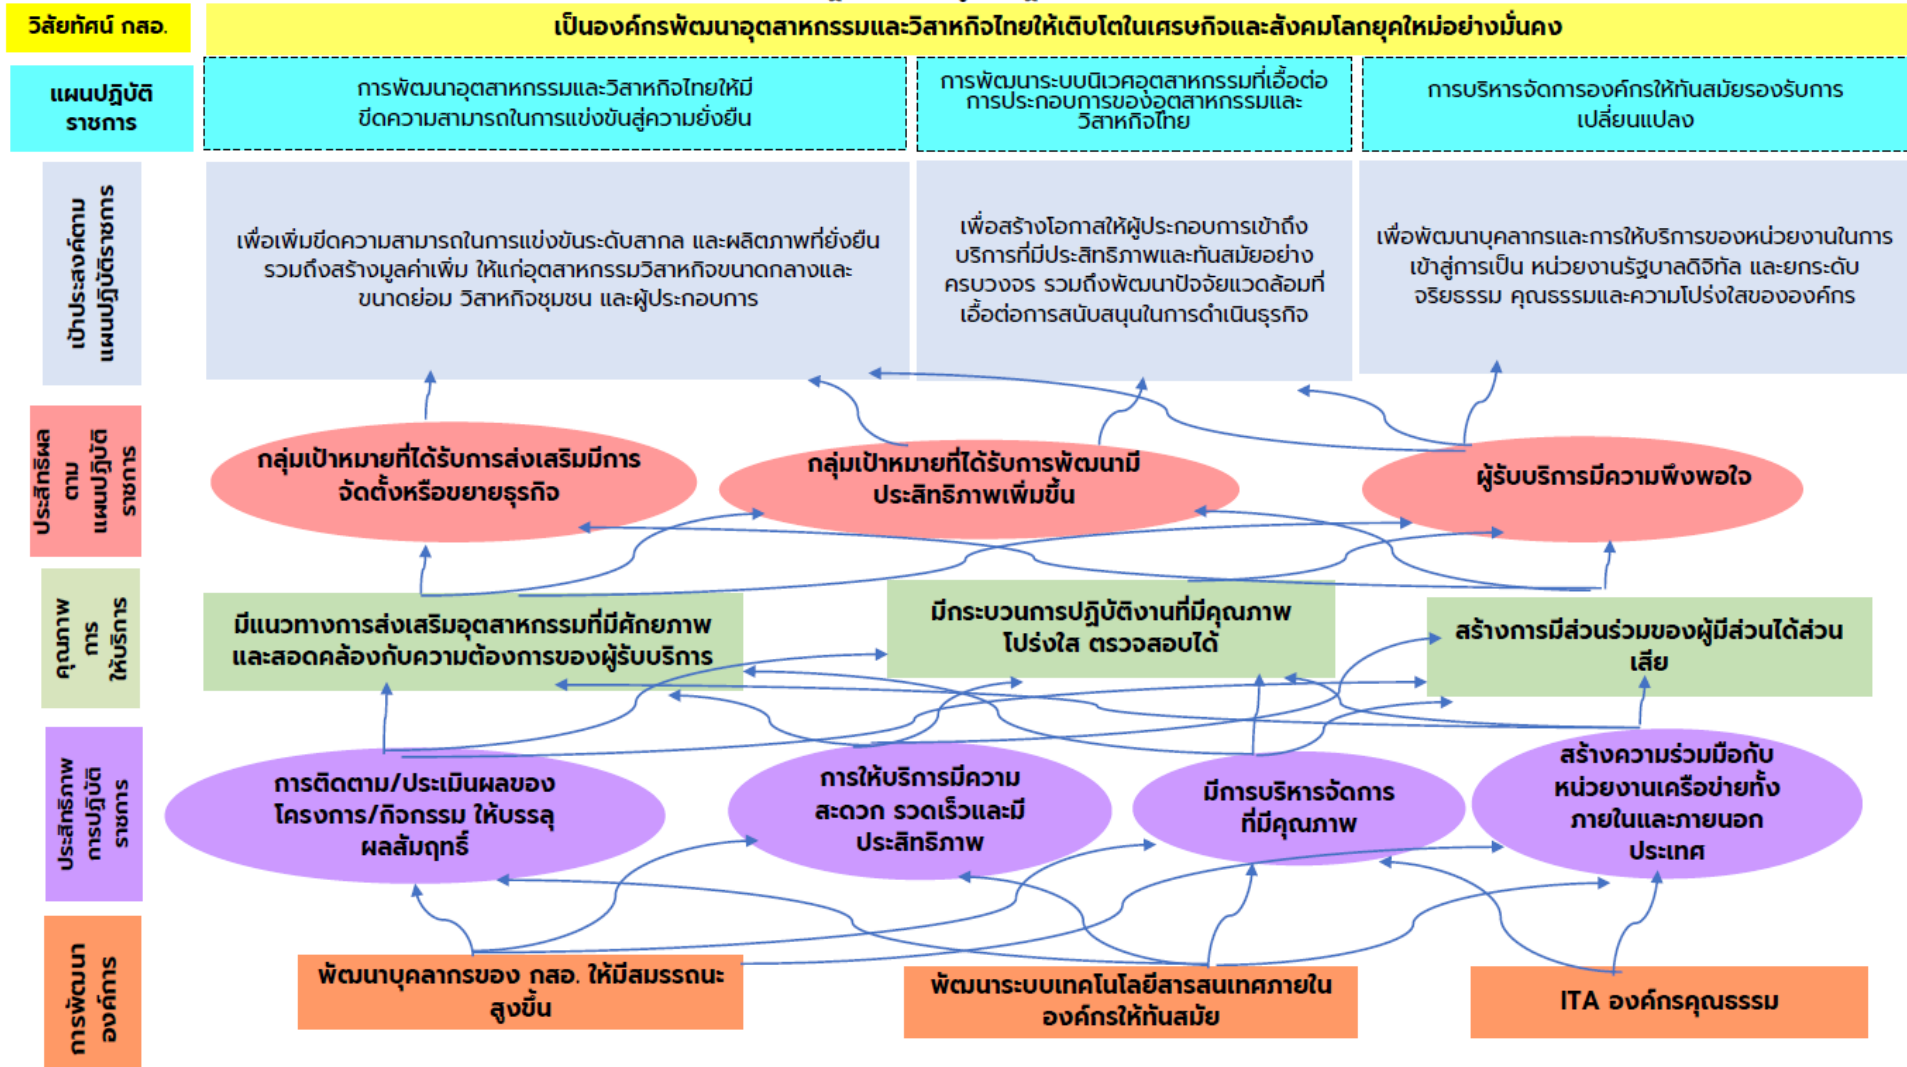 วิสัยทัศน์ กสอ.
เป็นองค์กรพัฒนาอุตสาหกรรมและวิสาหกิจไทยให้เติบโตในเศรษฐกิจและสังคมโลกยุคใหม่อย่างมั่นคง
แผนปฏิบัติ
ราชการ
การพัฒนาอุตสาหกรรมและวิสาหกิจไทยให้มี
ขีดความสามารถในการแข่งขันสู่ความยั่งยืน
การพัฒนาระบบนิเวศอุตสาหกรรมที่เอื้อต่อ
การประกอบการของอุตสาหกรรมและ
วิสาหกิจไทย
การบริหารจัดการองค์กรให้ทันสมัยรองรับการ
เปลี่ยนแปลง
เป้าประสงค์ตาม
แผนปฏิบัติราชการ
เพื่อเพิ่มขีดความสามารถในการแข่งขันระดับสากล และผลิตภาพที่ยั่งยืน
รวมถึงสร้างมูลค่าเพิ่ม ให้แก่อุตสาหกรรมวิสาหกิจขนาดกลางและ
ขนาดย่อม วิสาหกิจชุมชน และผู้ประกอบการ
เพื่อสร้างโอกาสให้ผู้ประกอบการเข้าถึง
บริการที่มีประสิทธิภาพและทันสมัยอย่าง
ครบวงจร รวมถึงพัฒนาปัจจัยแวดล้อมที่
เอื้อต่อการสนับสนุนในการดำเนินธุรกิจ
เพื่อพัฒนาบุคลากรและการให้บริการของหน่วยงานในการ
เข้าสู่การเป็น หน่วยงานรัฐบาลดิจิทัล และยกระดับ
จริยธรรม คุณธรรมและความโปร่งใสขององค์กร
ประสิทธิผล
ตาม
แผนปฏิบัติ
ราชการ
กลุ่มเป้าหมายที่ได้รับการส่งเสริมมีการ
จัดตั้งหรือขยายธุรกิจ
กลุ่มเป้าหมายที่ได้รับการพัฒนามี
ประสิทธิภาพเพิ่มขึ้น
ผู้รับบริการมีความพึงพอใจ
คุณภาพ
การ
ให้บริการ
มีแนวทางการส่งเสริมอุตสาหกรรมที่มีศักยภาพ
และสอดคล้องกับความต้องการของผู้รับบริการ
มีกระบวนการปฏิบัติงานที่มีคุณภาพ
โปร่งใส ตรวจสอบได้
สร้างการมีส่วนร่วมของผู้มีส่วนได้ส่วน
เสีย
ประสิทธิภาพ
การปฏิบัติ
ราชการ
การติดตาม/ประเมินผลของ
โครงการ/กิจกรรม ให้บรรลุ
ผลสัมฤทธิ์
การให้บริการมีความ
สะดวก รวดเร็วและมี
ประสิทธิภาพ
มีการบริหารจัดการ
ที่มีคุณภาพ
สร้างความร่วมมือกับ
หน่วยงานเครือข่ายทั้ง
ภายในและภายนอก
ประเทศ
การพัฒนา
องค์การ
พัฒนาบุคลากรของ กสอ. ให้มีสมรรถนะ
สูงขึ้น
พัฒนาระบบเทคโนโลยีสารสนเทศภายใน
องค์กรให้ทันสมัย
ITA องค์กรคุณธรรม